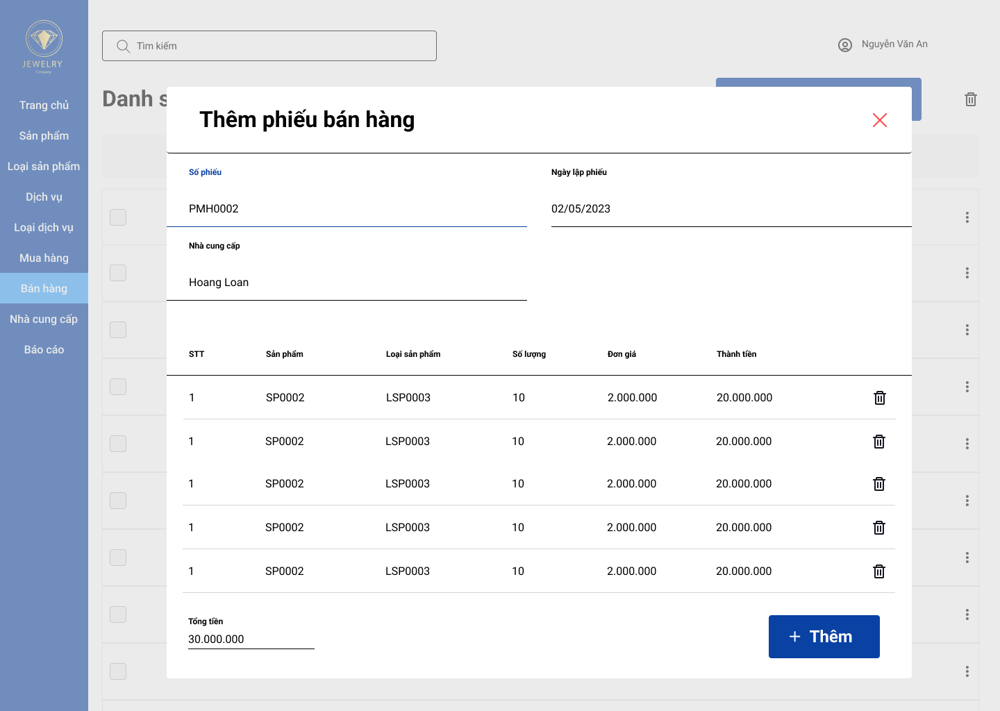 JEWELRY
Company
Tìm kiếm
Nguyễn Văn An
Trang chủ
Sản phẩm
Loại sản phẩm
Dịch vụ
Loại dịch vụ
Mua hàng
Bán hàng
Nhà cung cấp
Báo cáo
Danh s
Thêm phiếu bán hàng
Số phiếu Ngày lập phiếu
PMH0002 02/05/2023
Nhà cung cấp
Hoang Loan
STT Sản phẩm Loại sản phẩm Số lượng Đơn giá Thành tiền
1 SP0002 LSP0003 10 2.000.000 20.000.000
1 SP0002 LSP0003 10 2.000.000 20.000.000
1 SP0002 LSP0003 10 2.000.000 20.000.000
1 SP0002 LSP0003 10 2.000.000 20.000.000
1 SP0002 LSP0003 10 2.000.000 20.000.000
Tổng tiền
30.000.000
+ Thêm